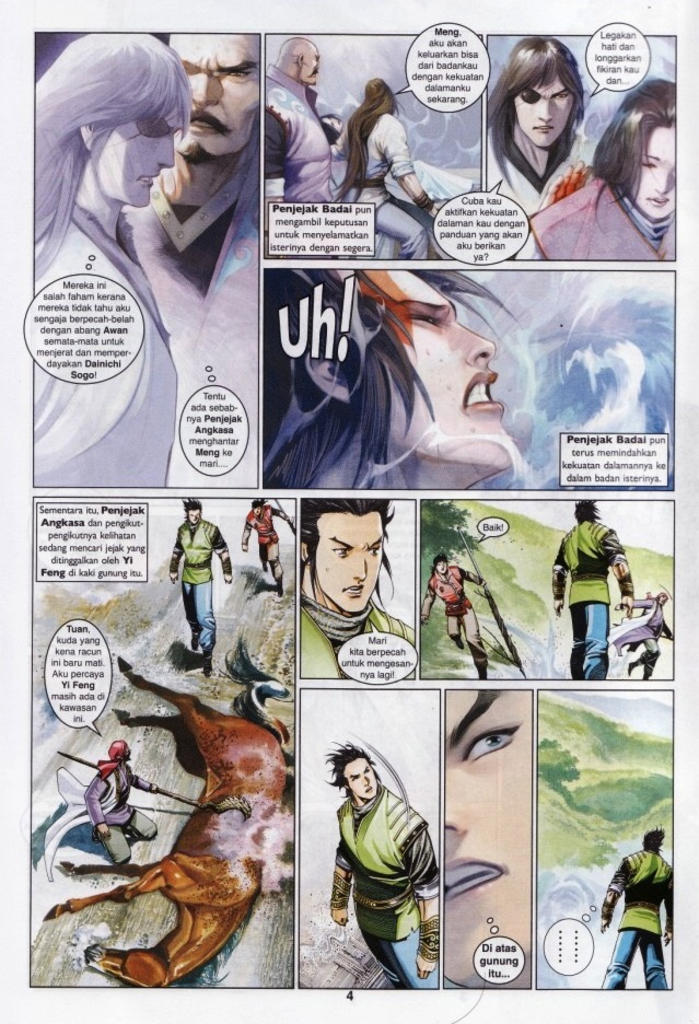 Mereka ini
salah faham kerana
mereka tidak tahu aku
sengaja berpecah-belah
dengan abang Awan
semata-mata untuk
menjerat dan memper-
dayakan Dainichi
Sogo!
Tentu
ada sebab-
nya Penjejak
Angkasa
menghantar
Meng ke
mari....
Meng,
aku akan
keluarkan bisa
dari badankau
dengan kekuatan
dalamanku
sekarang.
Penjejak Badai pun
mengambil keputusan
untuk menyelamatkan
isterinya dengan segera.
Legakan
hati dan
longgarkan
fikiran kau
dan...
Cuba kau
aktifkan kekuatan
dalaman kau dengan
panduan yang akan
aku berikan
ya?
Uh!
Penjejak Badai pun
terus memindahkan
kekuatan dalamannya ke
dalam badan isterinya.
Sementara itu, Penjejak
Angkasa dan pengikut-
pengikutnya kelihatan
sedang mencari jejak yang
ditinggalkan oleh Yi
Feng di kaki gunung itu.
Tuan,
kuda yang
kena racun
ini baru mati.
Aku percaya
Yi Feng
masih ada di
kawasan
ini.
Mari
kita berpecah
untuk mengesan-
nya lagi!
Baik!
Di atas
gunung
itu...
4